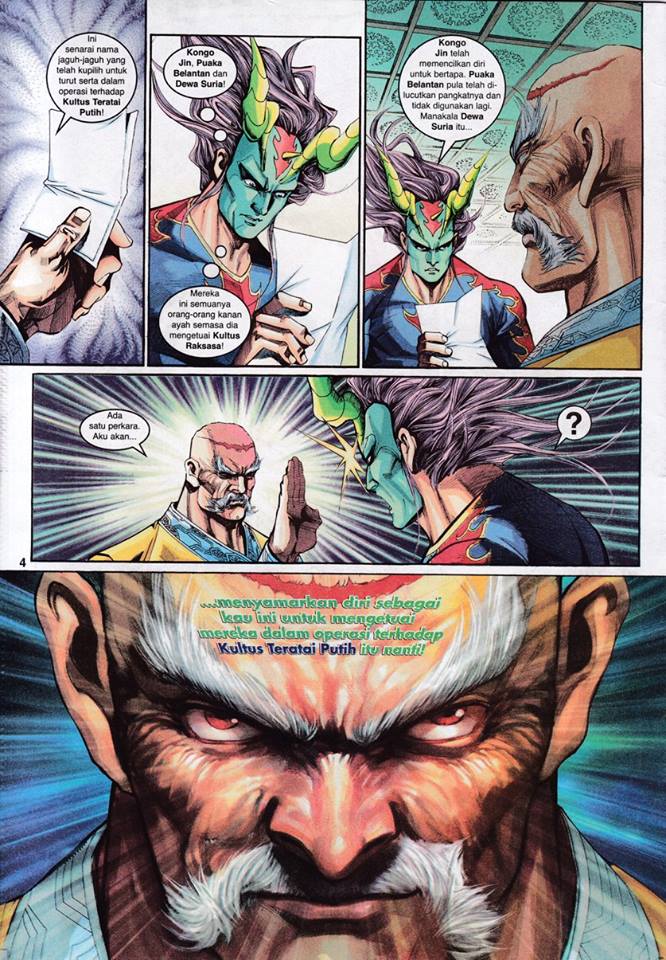 Ini
senarai nama
jaguh-jaguh yang
telah kupilih untuk
turut serta dalam
operasi terhadap
Kultus Teratai
Putih!
Kongo
Jin, Puaka
Belantan dan
Dewa Suria!
Mereka
ini semuanya
orang-orang kanan
ayah semasa dia
mengetuai Kultus
Raksasa!
Kongo
Jin telah
memencilkan diri
untuk bertapa. Puaka
Belantan pula telah di-
lucutkan pangkatnya dan
tidak digunakan lagi.
Manakala Dewa
Suria itu...
Ada
satu perkara.
Aku akan...
?
4
...menyamarkan diri sebagai
kau ini untuk mengetuai
mereka dalam operasi terhadap
Kultus Teratai Putih itu nanti!